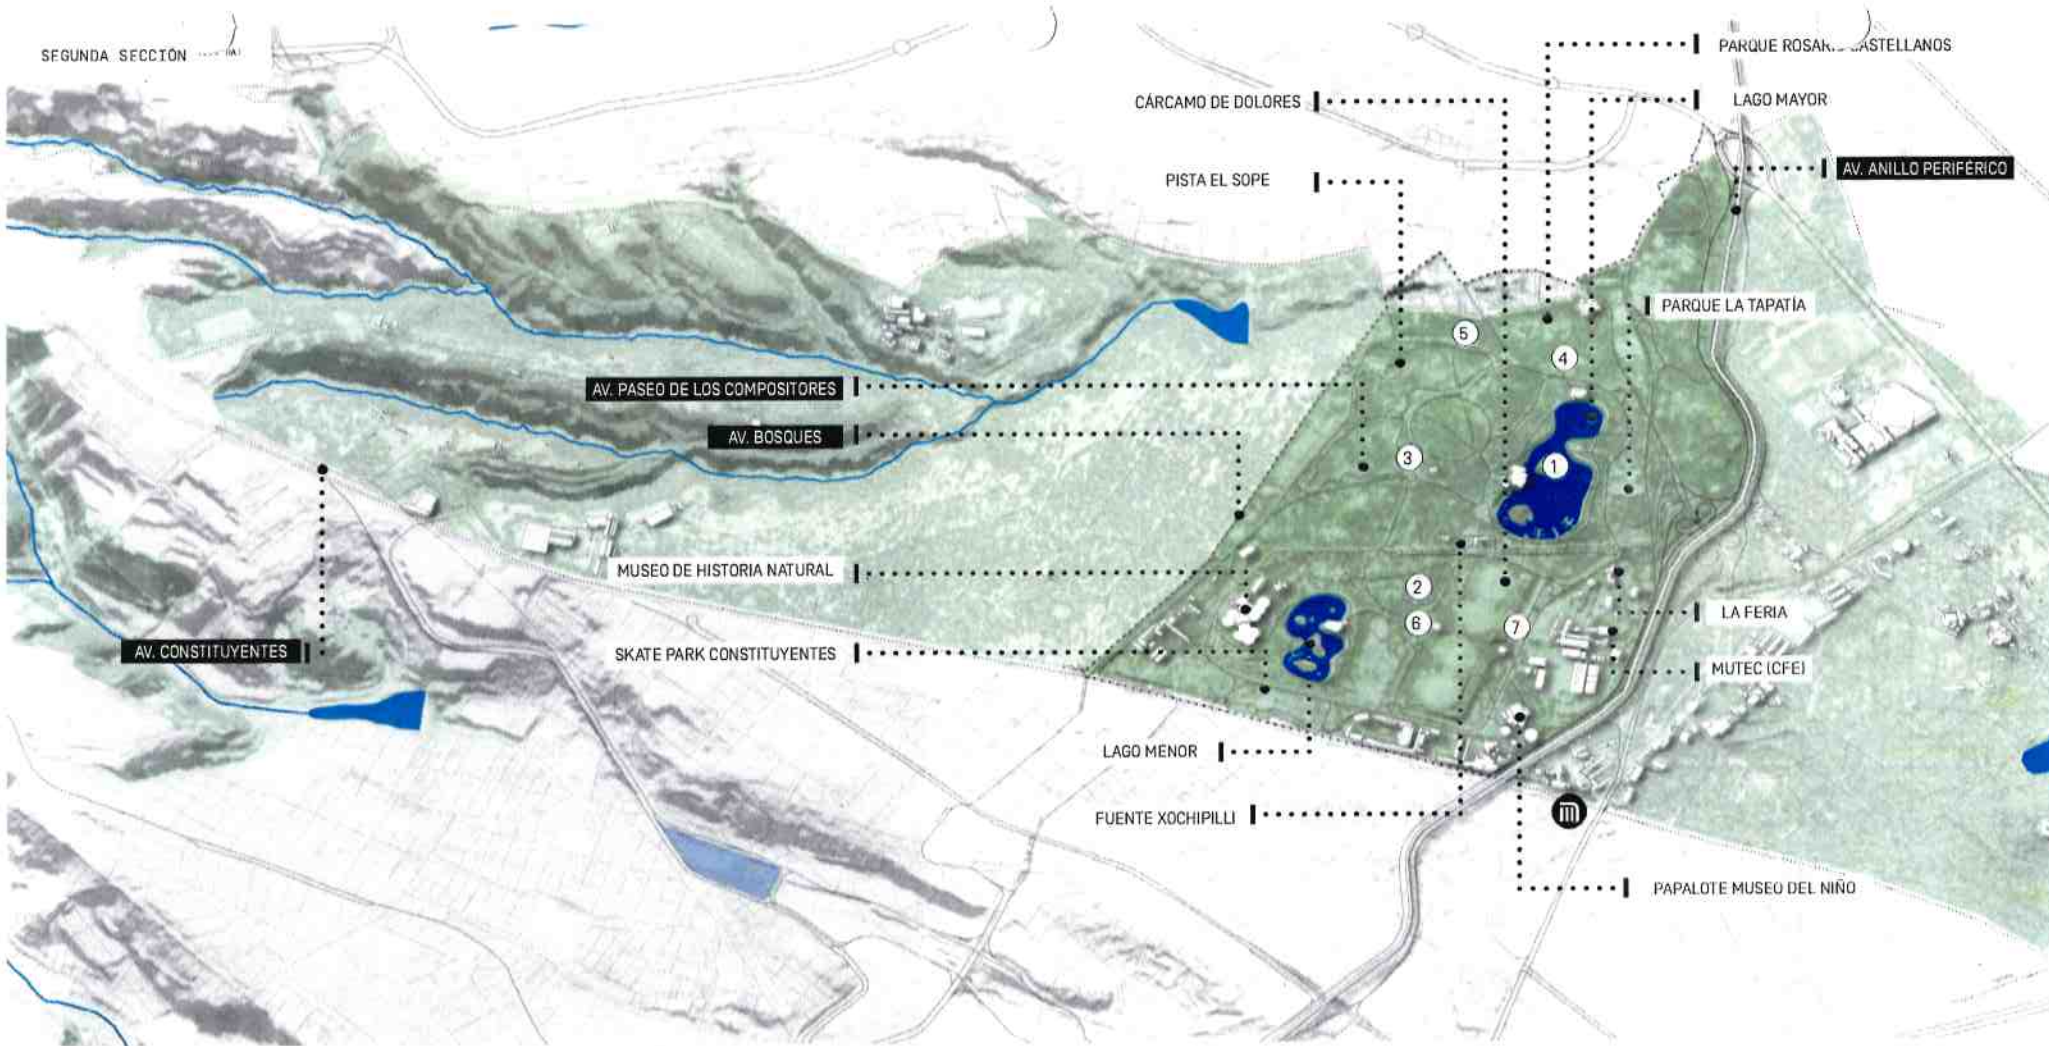 SEGUNDA SECCIÓN
PARQUE ROSARIO CASTELLANOS
CÁRCAMO DE DOLORES
LAGO MAYOR
PISTA EL SOPE
AV. ANILLO PERIFÉRICO
PARQUE LA TAPATÍA
5
4
AV. PASEO DE LOS COMPOSITORES
AV. BOSQUES
3
1
MUSEO DE HISTORIA NATURAL
2
LA FERIA
6
7
AV. CONSTITUYENTES
SKATE PARK CONSTITUYENTES
MUTEC (CFE)
LAGO MENOR
FUENTE XOCHIPILLI
PAPALOTE MUSEO DEL NIÑO